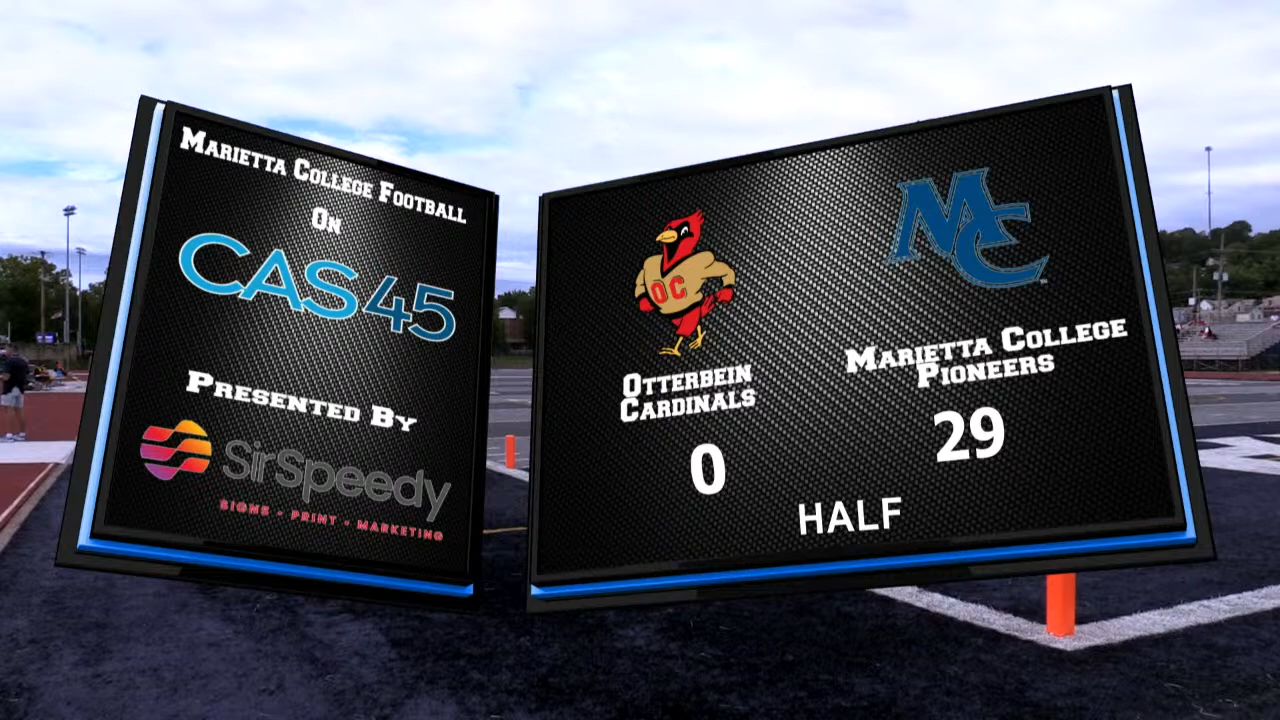 Marietta College Football
On
CAS45
Presented By
SirSpeedy
SIGNS • PRINT • MARKETING
OC
Otterbein
Cardinals
0
MC
Marietta College
Pioneers
29
HALF